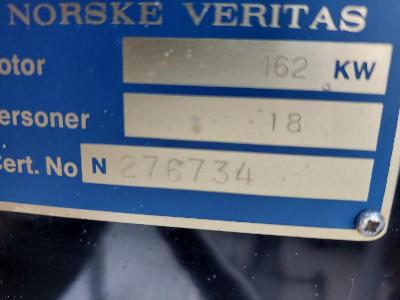 NORSKE VERITAS
otor 162 KW
ersoner 18
Cert. No N 276734